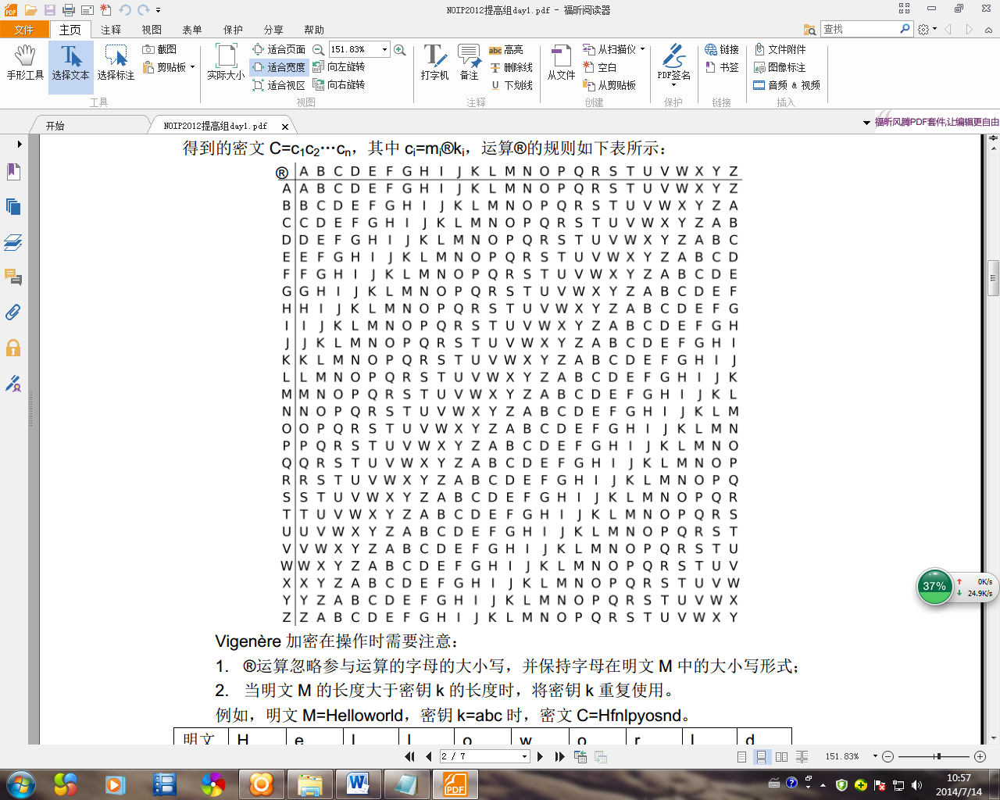 NOIP2012提高组day1.pdf - 福昕阅读器
文件 主页 注释 视图 表单 保护 分享 帮助
查找
手形工具 选择文本 选择标注 截图 剪贴板
工具
实际大小 适合页面 适合宽度 适合视区 151.83% 向左旋转 向右旋转
视图
打字机 备注 高亮 删除线 下划线
注释
从文件 从扫描仪 空白 从剪贴板
创建
PDF签名
保护
链接 书签
链接
文件附件 图像标注 音频 & 视频
插入
开始 NOIP2012提高组day1.pdf
福昕风腾PDF套件,让编辑更自由
得到的密文 C=c1c2…cn，其中 ci=mi®ki，运算®的规则如下表所示：
® A B C D E F G H I J K L M N O P Q R S T U V W X Y Z
A A B C D E F G H I J K L M N O P Q R S T U V W X Y Z
B B C D E F G H I J K L M N O P Q R S T U V W X Y Z A
C C D E F G H I J K L M N O P Q R S T U V W X Y Z A B
D D E F G H I J K L M N O P Q R S T U V W X Y Z A B C
E E F G H I J K L M N O P Q R S T U V W X Y Z A B C D
F F G H I J K L M N O P Q R S T U V W X Y Z A B C D E
G G H I J K L M N O P Q R S T U V W X Y Z A B C D E F
H H I J K L M N O P Q R S T U V W X Y Z A B C D E F G
I I J K L M N O P Q R S T U V W X Y Z A B C D E F G H
J J K L M N O P Q R S T U V W X Y Z A B C D E F G H I
K K L M N O P Q R S T U V W X Y Z A B C D E F G H I J
L L M N O P Q R S T U V W X Y Z A B C D E F G H I J K
M M N O P Q R S T U V W X Y Z A B C D E F G H I J K L
N N O P Q R S T U V W X Y Z A B C D E F G H I J K L M
O O P Q R S T U V W X Y Z A B C D E F G H I J K L M N
P P Q R S T U V W X Y Z A B C D E F G H I J K L M N O
Q Q R S T U V W X Y Z A B C D E F G H I J K L M N O P
R R S T U V W X Y Z A B C D E F G H I J K L M N O P Q
S S T U V W X Y Z A B C D E F G H I J K L M N O P Q R
T T U V W X Y Z A B C D E F G H I J K L M N O P Q R S
U U V W X Y Z A B C D E F G H I J K L M N O P Q R S T
V V W X Y Z A B C D E F G H I J K L M N O P Q R S T U
W W X Y Z A B C D E F G H I J K L M N O P Q R S T U V
X X Y Z A B C D E F G H I J K L M N O P Q R S T U V W
Y Y Z A B C D E F G H I J K L M N O P Q R S T U V W X
Z Z A B C D E F G H I J K L M N O P Q R S T U V W X Y
37% 0K/s
24.9K/s
Vigenère 加密在操作时需要注意：
1. ®运算忽略参与运算的字母的大小写，并保持字母在明文 M 中的大小写形式；
2. 当明文 M 的长度大于密钥 k 的长度时，将密钥 k 重复使用。
例如，明文 M=Helloworld，密钥 k=abc 时，密文 C=Hfnlpyosnd。
明文 H e l l o w o r l d
2 / 7 151.83%
10:57
2014/7/14